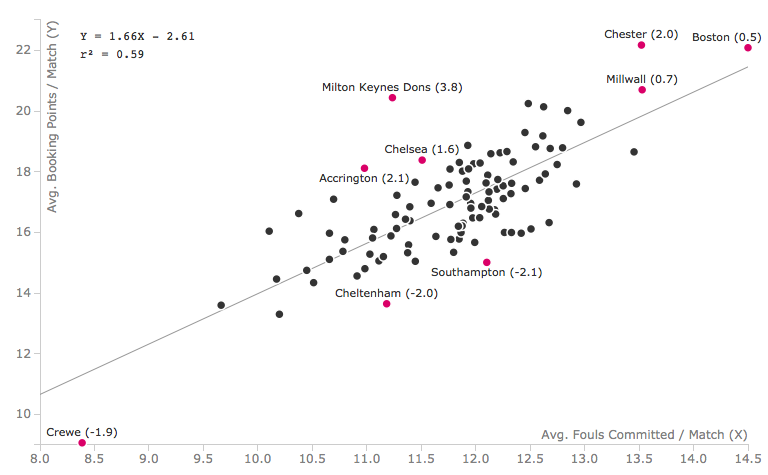 Y = 1.66X − 2.61
r² = 0.59
Avg. Booking Points / Match (Y)
22
20
18
16
14
12
10
Chester (2.0)
Boston (0.5)
Millwall (0.7)
Milton Keynes Dons (3.8)
Chelsea (1.6)
Accrington (2.1)
Southampton (-2.1)
Cheltenham (-2.0)
Crewe (-1.9)
Avg. Fouls Committed / Match (X)
8.0 8.5 9.0 9.5 10.0 10.5 11.0 11.5 12.0 12.5 13.0 13.5 14.0 14.5